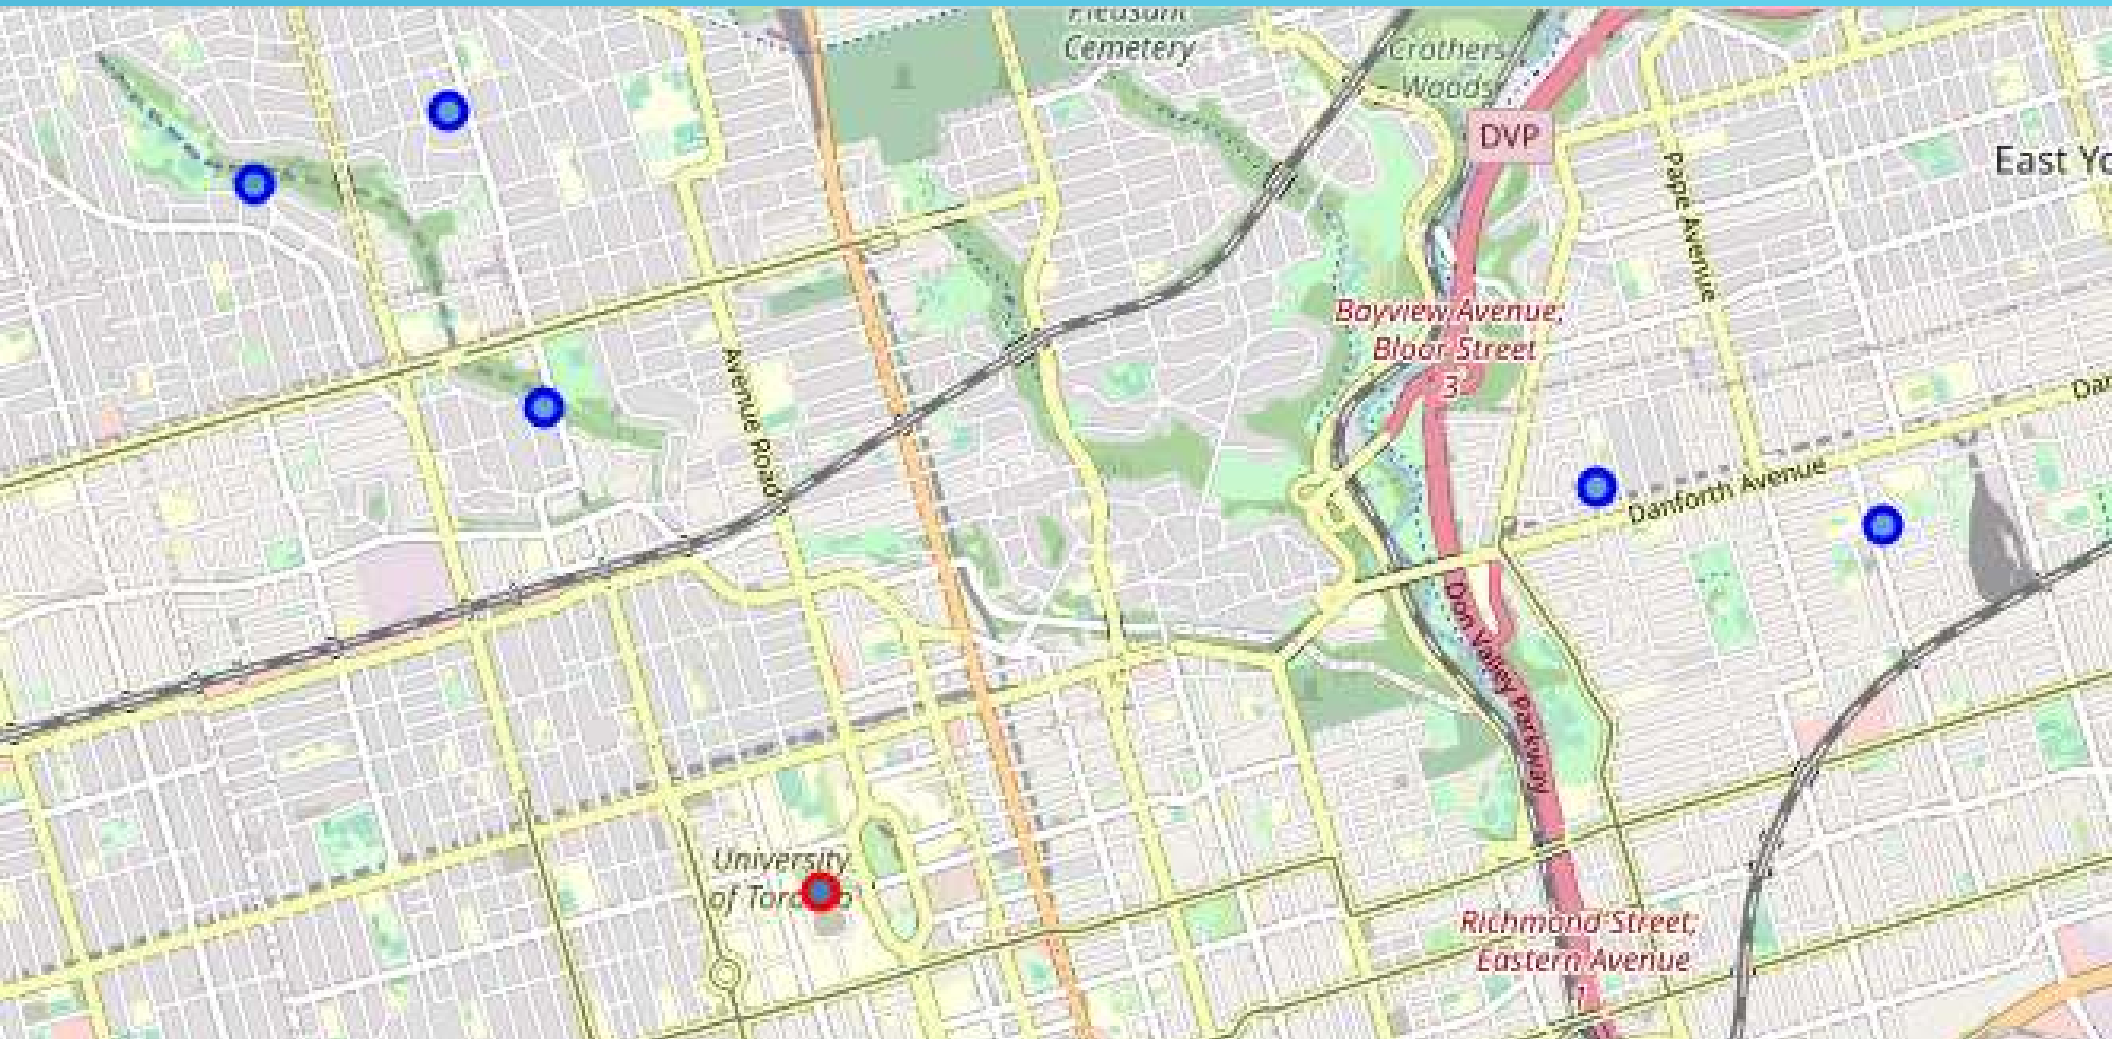 Pleasant
Cemetery
Crothers
Woods
DVP
East Yo
Pape Avenue
Bayview Avenue;
Bloor Street
3
Avenue Road
Dan
Danforth Avenue
Don Valley Parkway
University
of Toronto
Richmond Street;
Eastern Avenue
1